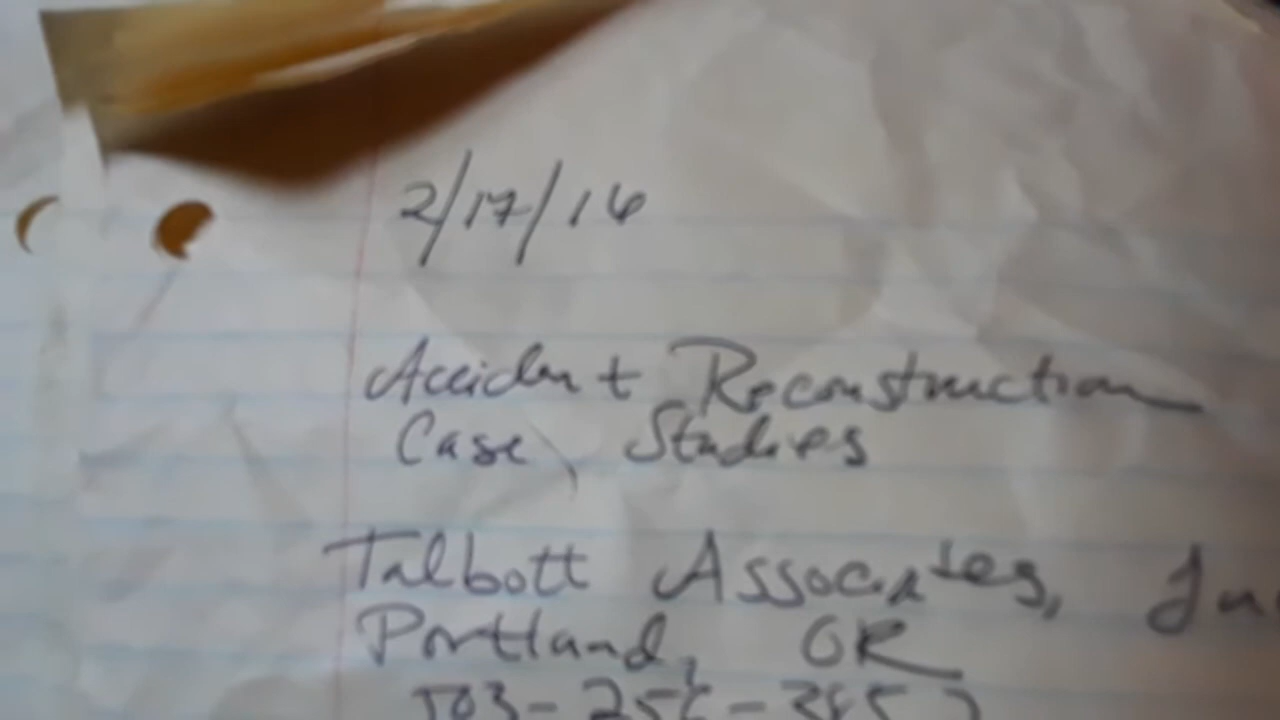 2/17/16
Accident Reconstruction
Case Studies
Talbott Associates,
Portland, OR